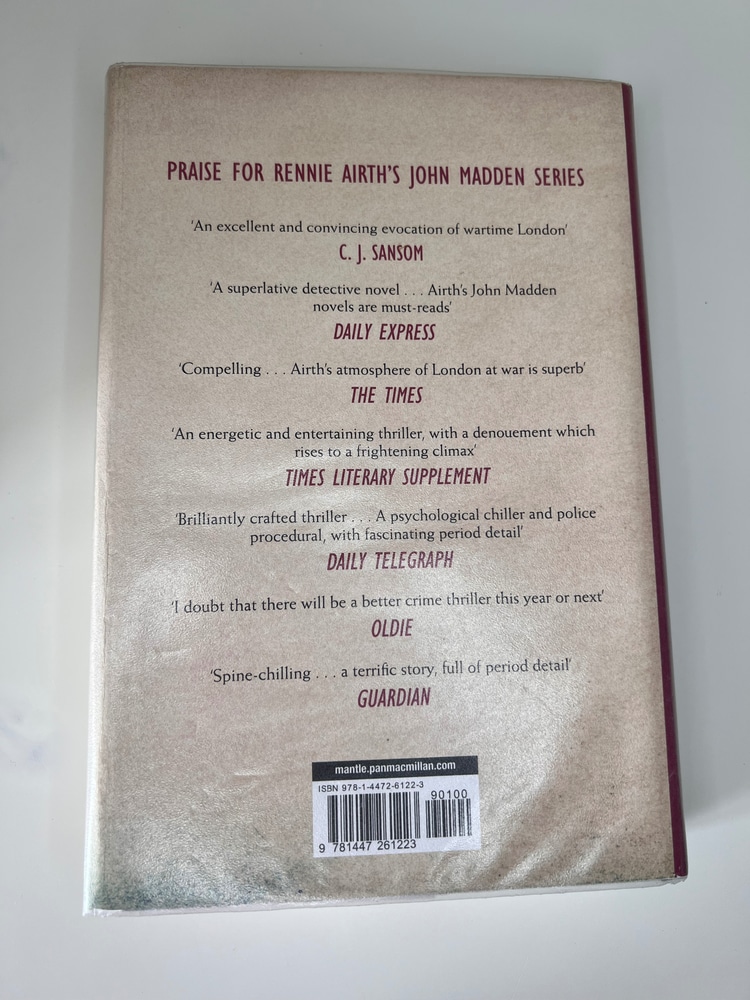 PRAISE FOR RENNIE AIRTH'S JOHN MADDEN SERIES
'An excellent and convincing evocation of wartime London'
C. J. SANSOM
'A superlative detective novel . . . Airth's John Madden
novels are must-reads'
DAILY EXPRESS
'Compelling . . . Airth's atmosphere of London at war is superb'
THE TIMES
'An energetic and entertaining thriller, with a denouement which
rises to a frightening climax'
TIMES LITERARY SUPPLEMENT
'Brilliantly crafted thriller . . . A psychological chiller and police
procedural, with fascinating period detail'
DAILY TELEGRAPH
'I doubt that there will be a better crime thriller this year or next'
OLDIE
'Spine-chilling . . . a terrific story, full of period detail'
GUARDIAN
mantle.panmacmillan.com
ISBN 978-1-4472-6122-3
90100
9 781447 261223